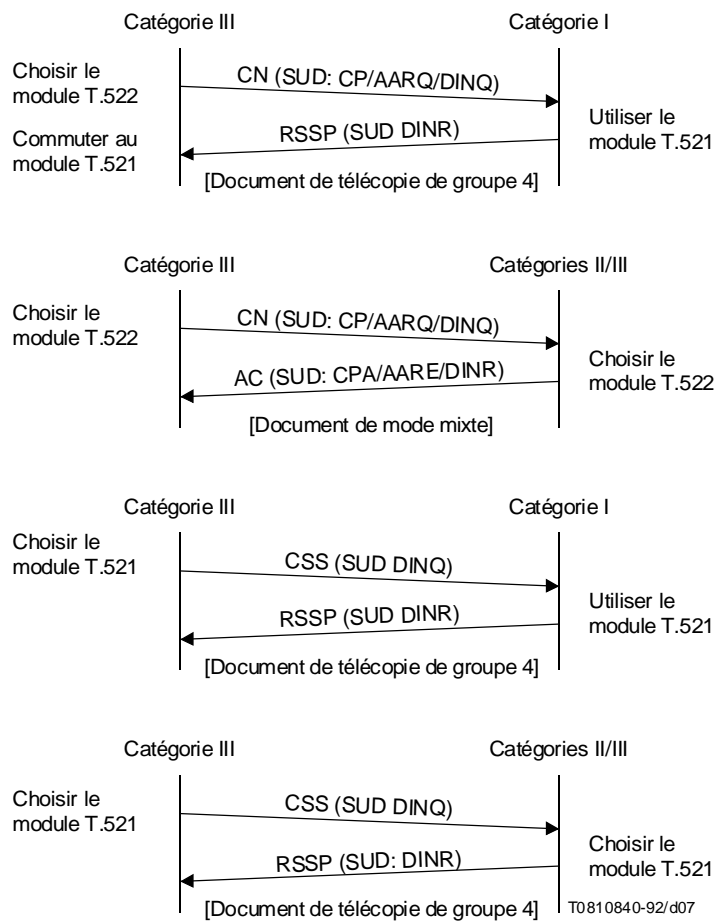 Catégorie III
Catégorie I
Choisir le
module T.522
CN (SUD: CP/AARQ/DINQ)
Utiliser le
module T.521
Commuter au
module T.521
RSSP (SUD DINR)
[Document de télécopie de groupe 4]
Catégorie III
Catégories II/III
Choisir le
module T.522
CN (SUD: CP/AARQ/DINQ)
Choisir le
module T.522
AC (SUD: CPA/AARE/DINR)
[Document de mode mixte]
Catégorie III
Catégorie I
Choisir le
module T.521
CSS (SUD DINQ)
Utiliser le
module T.521
RSSP (SUD DINR)
[Document de télécopie de groupe 4]
Catégorie III
Catégories II/III
Choisir le
module T.521
CSS (SUD DINQ)
Choisir le
module T.521
RSSP (SUD: DINR)
[Document de télécopie de groupe 4]
T0810840-92/d07